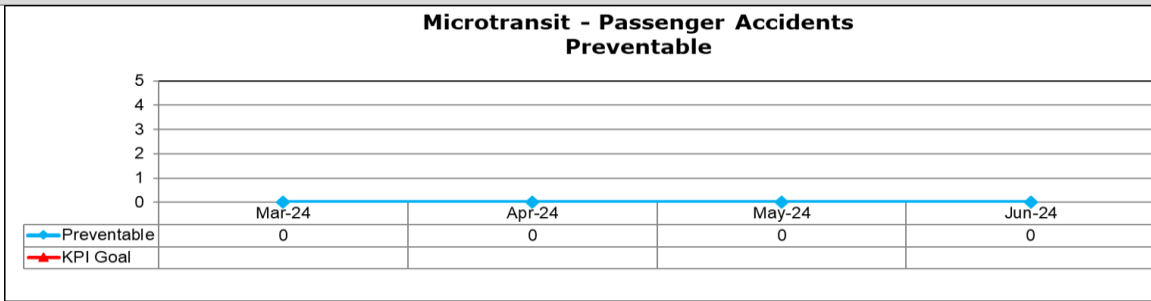 Microtransit - Passenger Accidents
Preventable
5
4
3
2
1
0
Mar-24 Apr-24 May-24 Jun-24
Preventable 0 0 0 0
KPI Goal